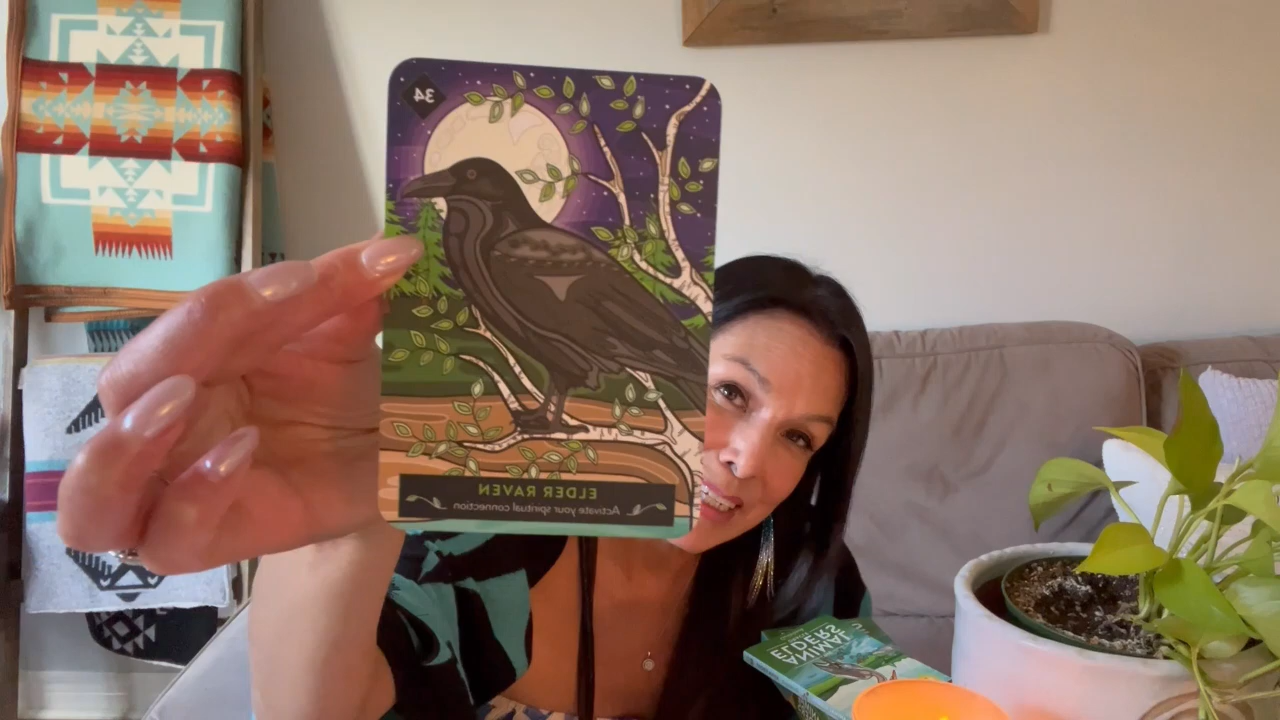 34
ELDER RAVEN
Activate your spiritual connection
ANIMAL
ELDERS